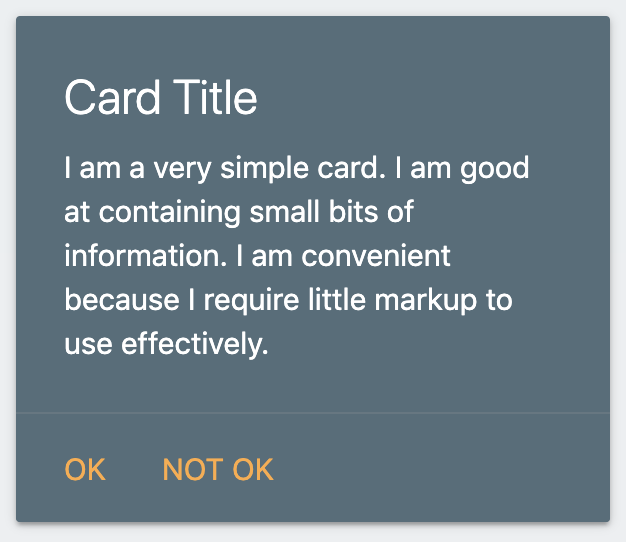 Card Title
I am a very simple card. I am good
at containing small bits of
information. I am convenient
because I require little markup to
use effectively.
OK NOT OK